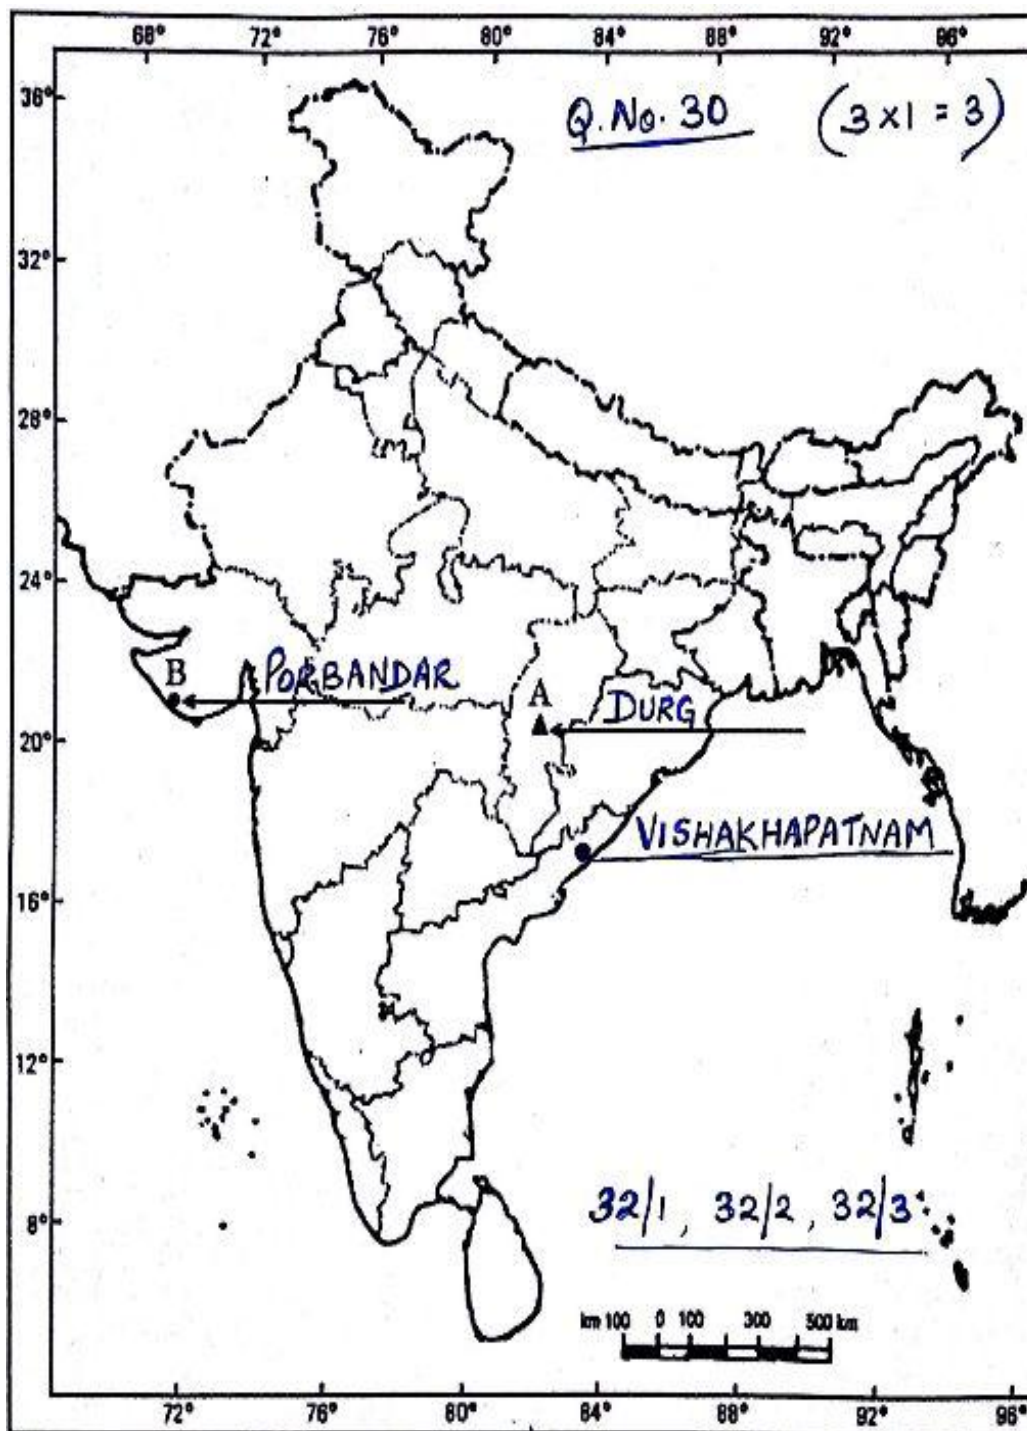 68° 72° 76° 80° 84° 88° 92° 96°
36°
Q. No. 30 (3 x 1 = 3)
32°
28°
24°
B PORBANDAR
A DURG
20°
VISHAKHAPATNAM
16°
12°
32/1, 32/2, 32/3
8°
km 100 0 100 300 500 km
72° 76° 80° 84° 88° 92° 96°